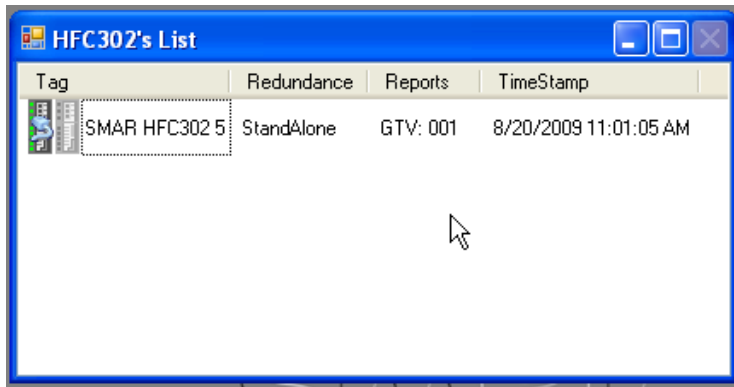 HFC302's List
Tag Redundance Reports TimeStamp
SMAR HFC302 5 StandAlone GTV: 001 8/20/2009 11:01:05 AM